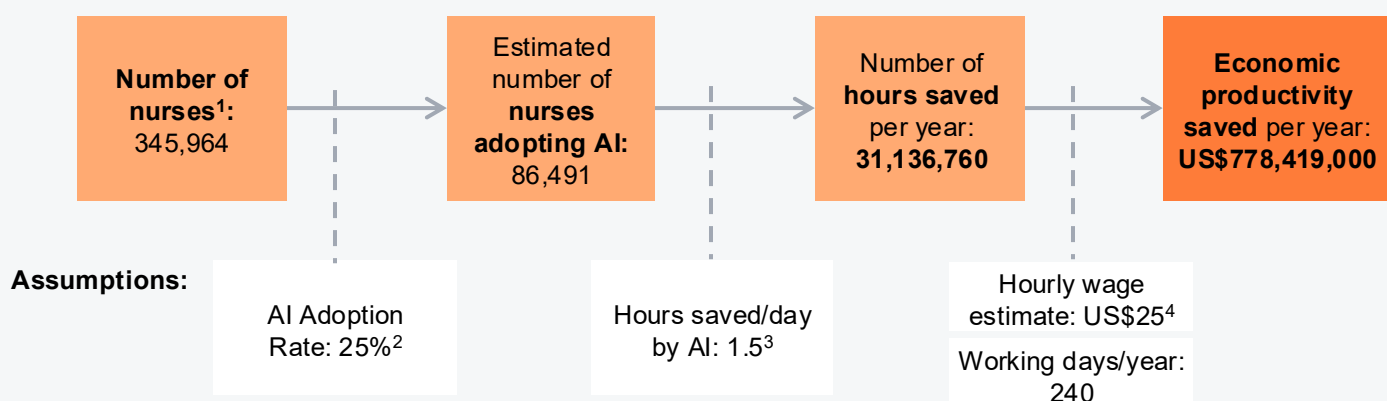 Number of
nurses¹:
345,964
Estimated
number of
nurses
adopting AI:
86,491
Number of
hours saved
per year:
31,136,760
Economic
productivity
saved per year:
US$778,419,000
Assumptions:
AI Adoption
Rate: 25%²
Hours saved/day
by AI: 1.5³
Hourly wage
estimate: US$25⁴
Working days/year:
240